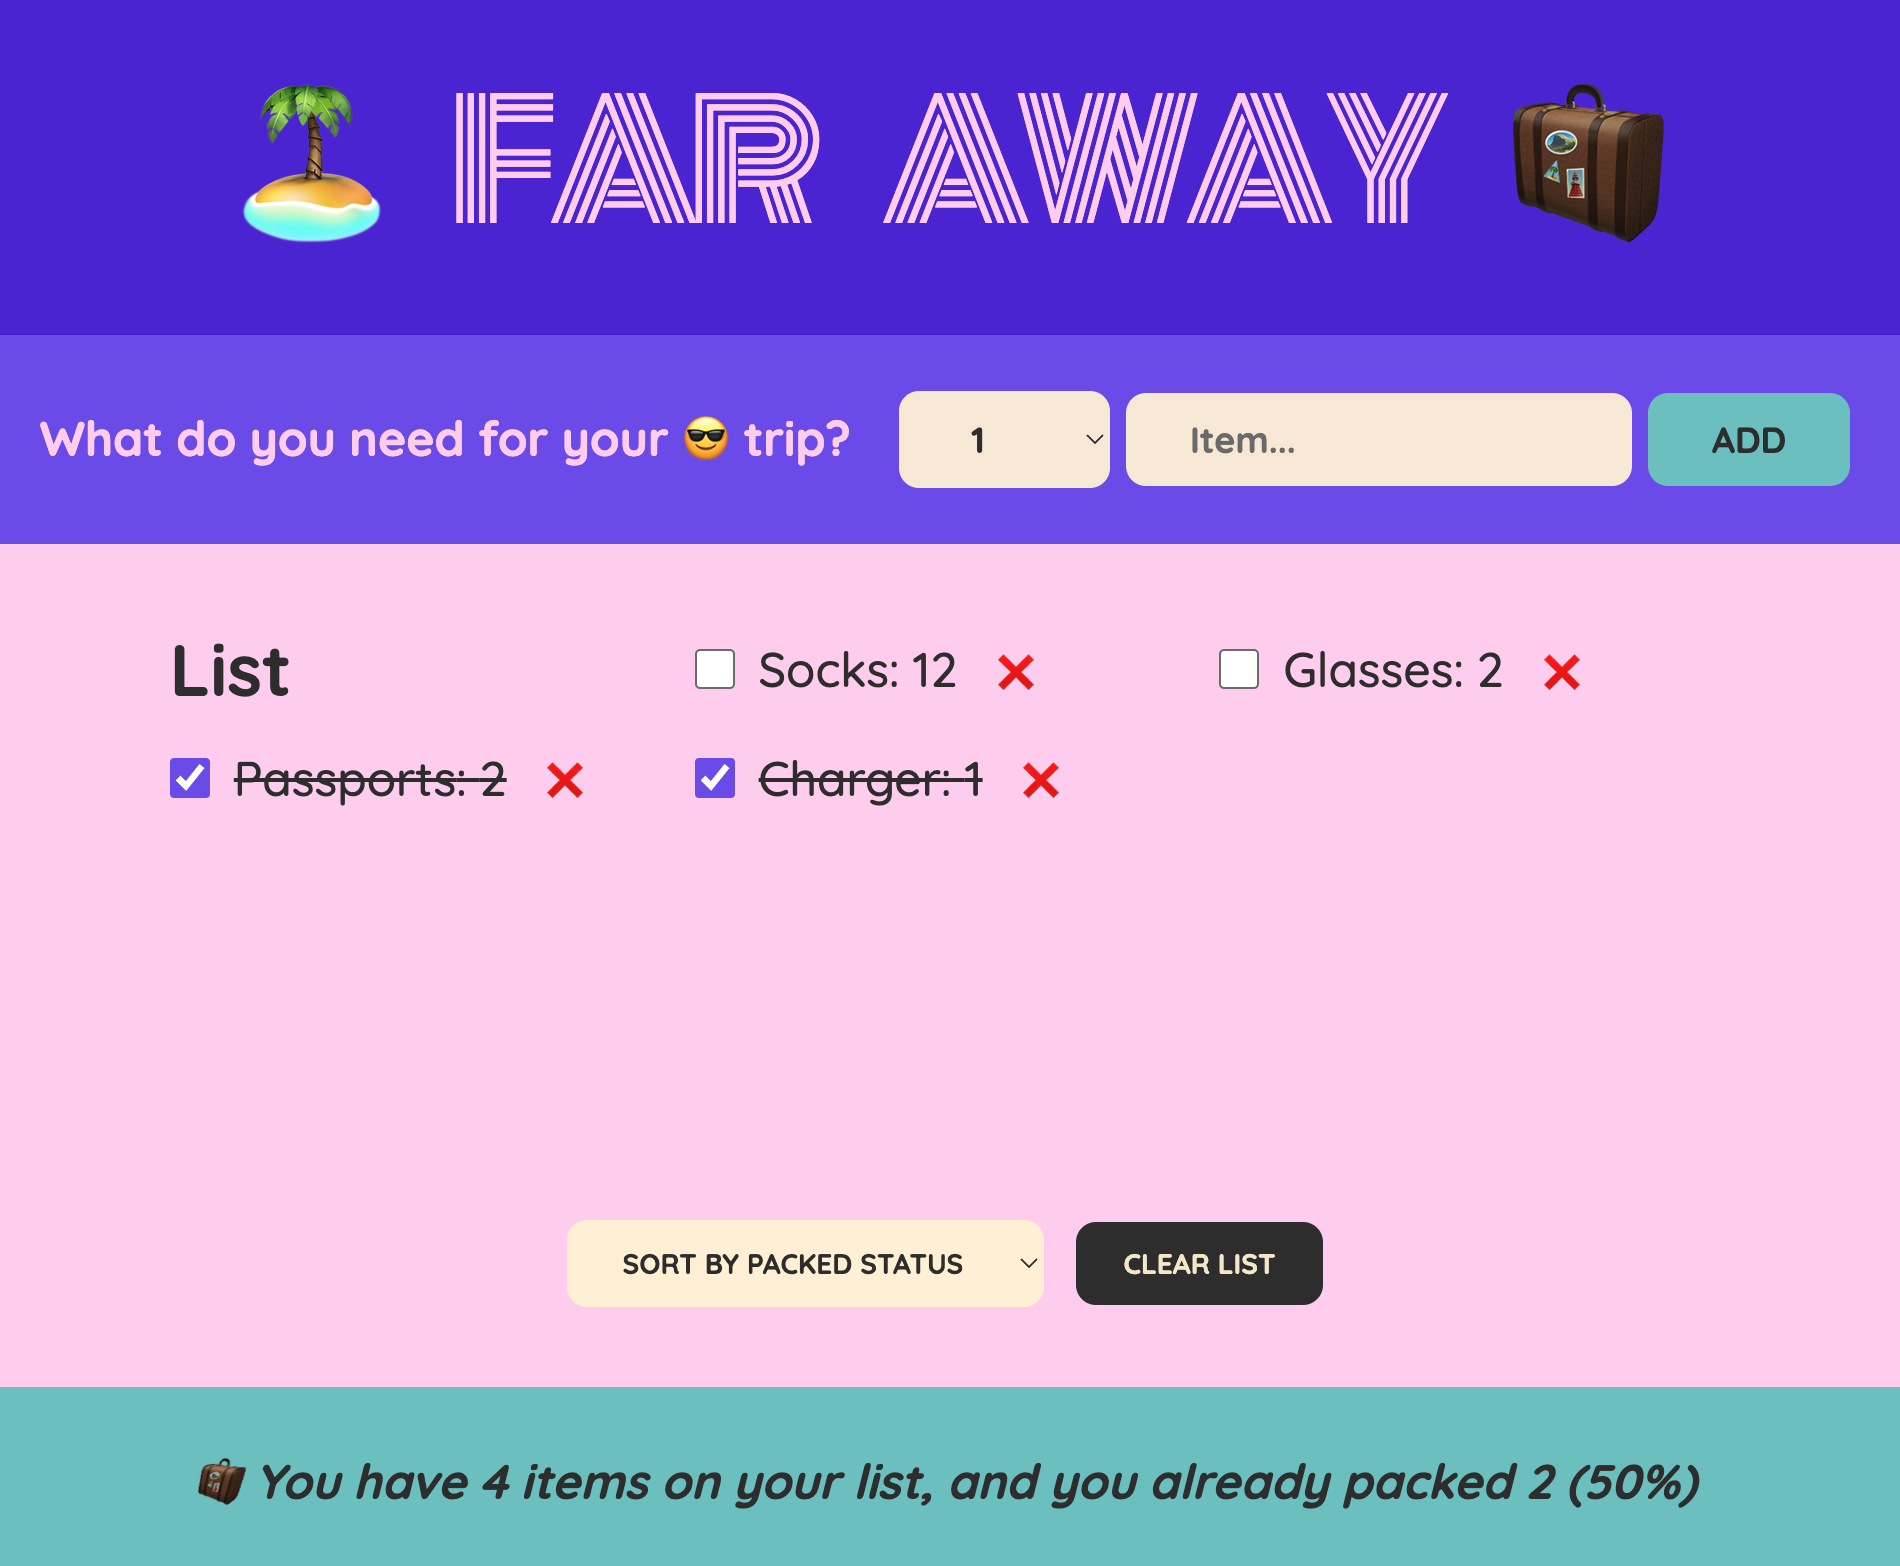 FAR AWAY
What do you need for your 😎 trip?
1
Item...
ADD
List
Socks: 12
Glasses: 2
Passports: 2
Charger: 1
SORT BY PACKED STATUS
CLEAR LIST
You have 4 items on your list, and you already packed 2 (50%)